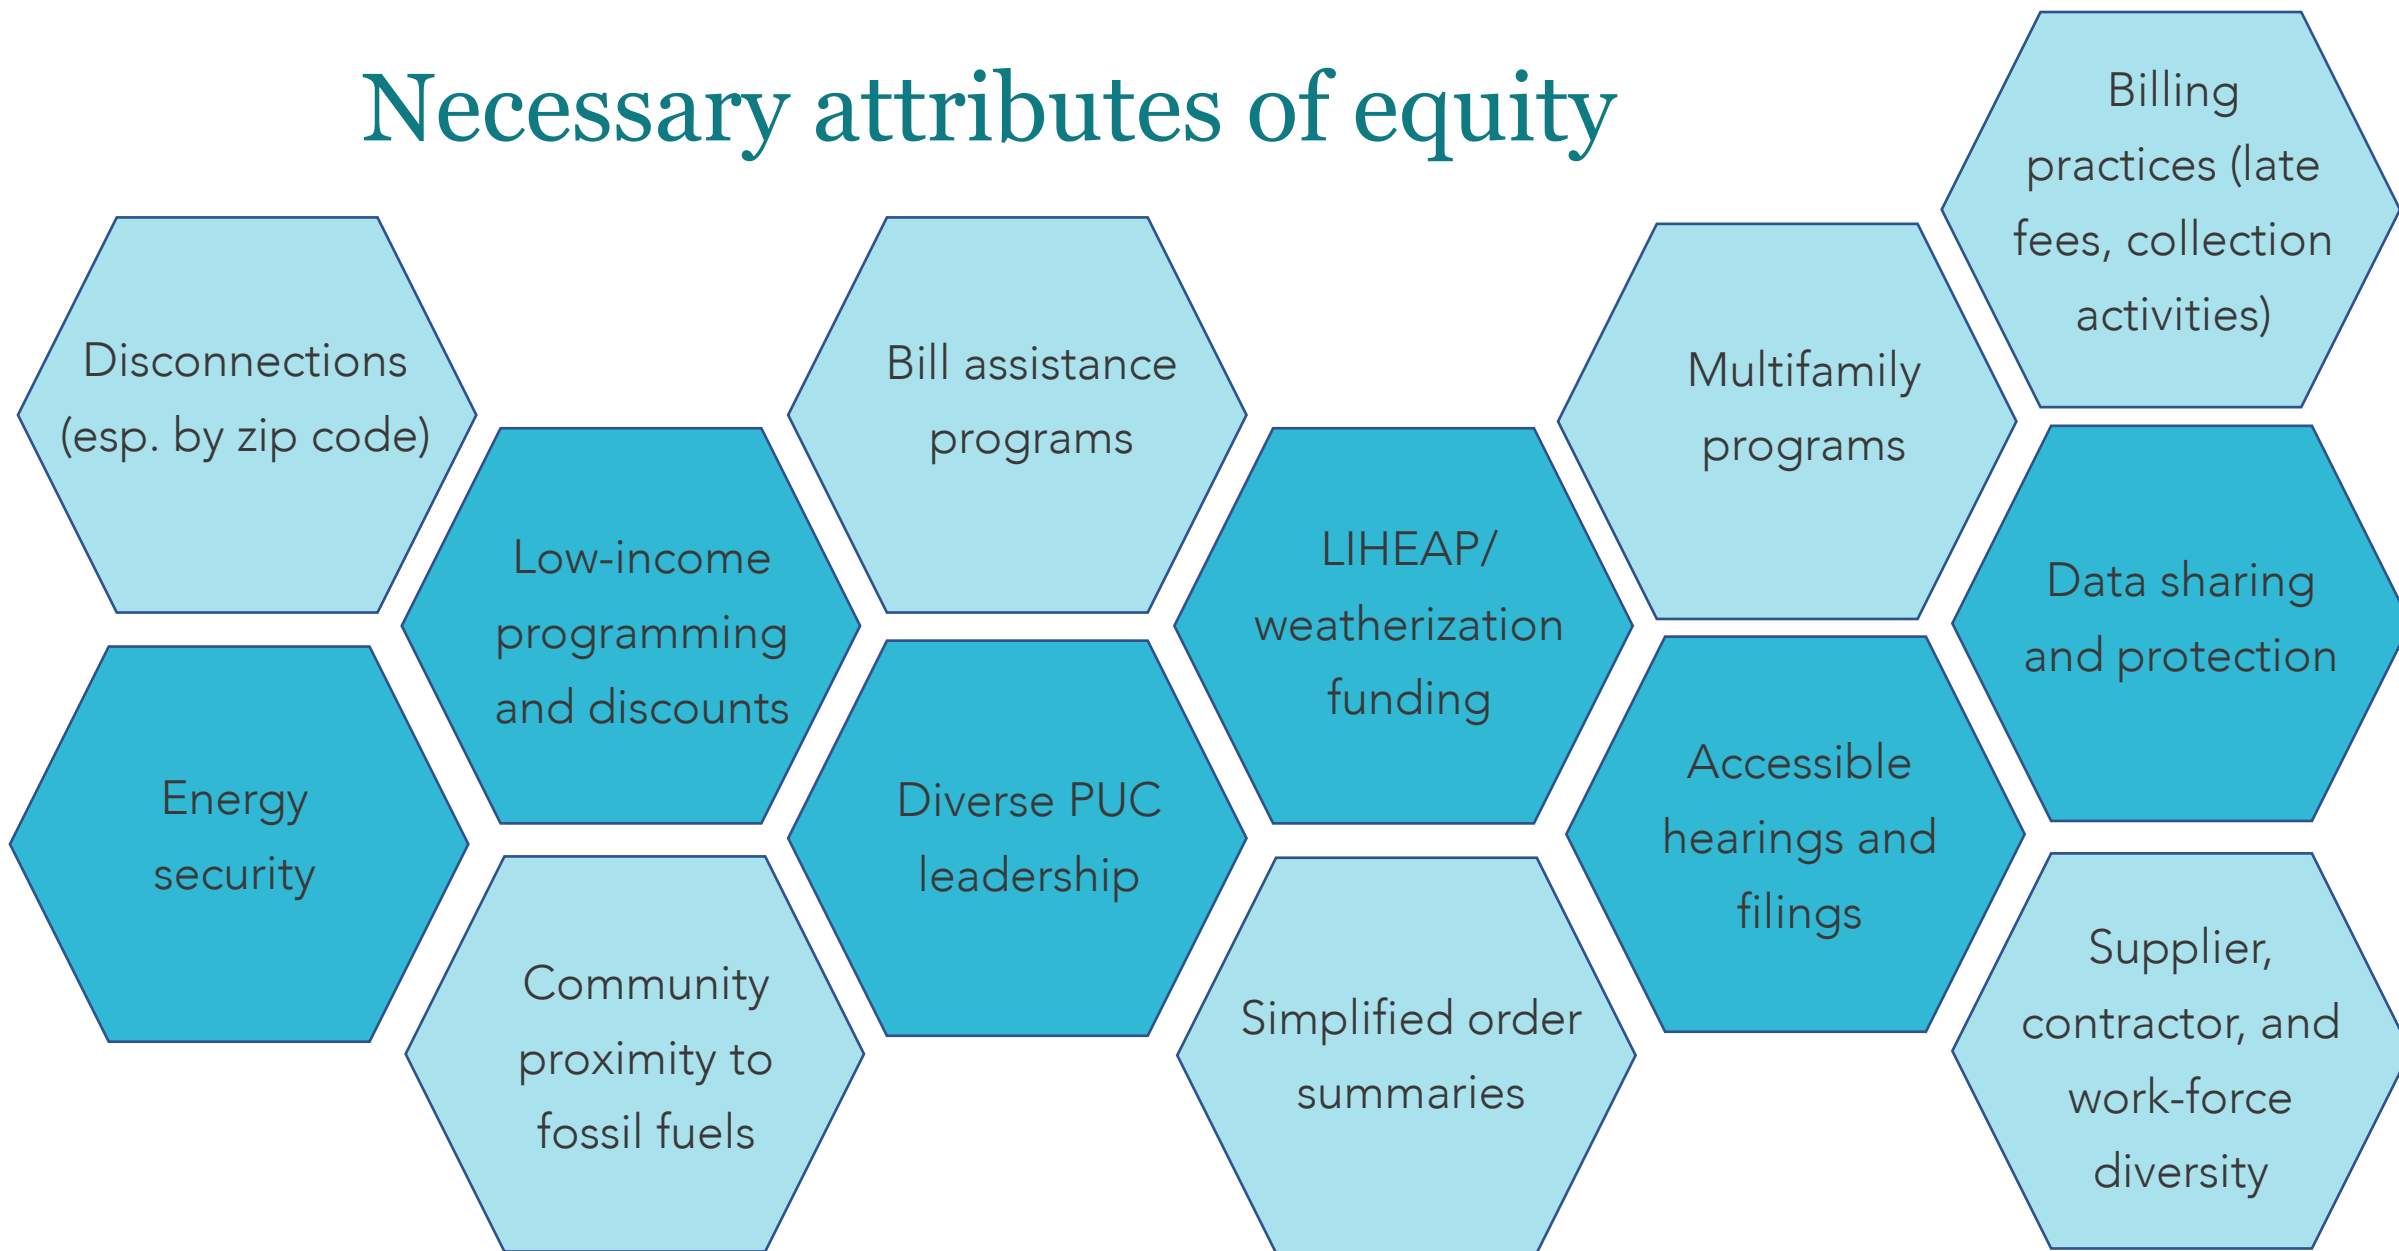 Necessary attributes of equity
Disconnections
(esp. by zip code)
Energy
security
Low-income
programming
and discounts
Community
proximity to
fossil fuels
Bill assistance
programs
Diverse PUC
leadership
LIHEAP/
weatherization
funding
Simplified order
summaries
Multifamily
programs
Accessible
hearings and
filings
Billing
practices (late
fees, collection
activities)
Data sharing
and protection
Supplier,
contractor, and
work-force
diversity